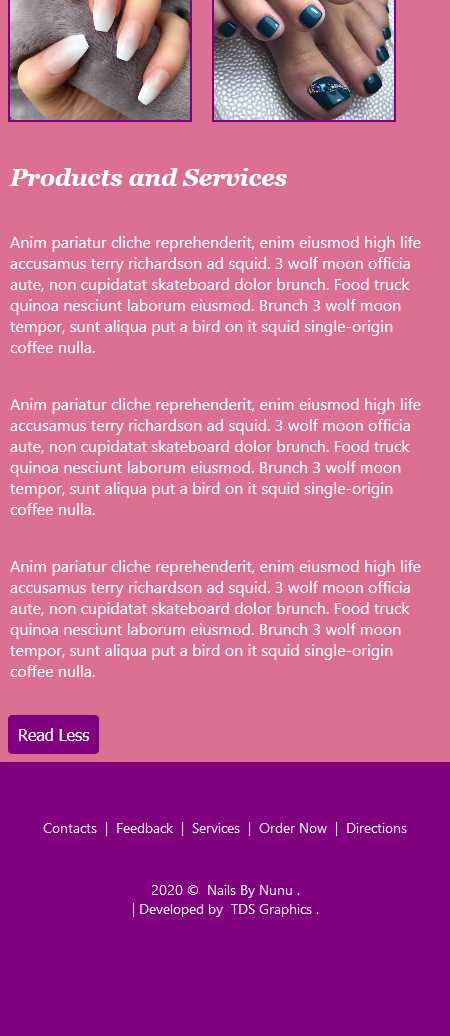 Products and Services
Anim pariatur cliche reprehenderit, enim eiusmod high life
accusamus terry richardson ad squid. 3 wolf moon officia
aute, non cupidatat skateboard dolor brunch. Food truck
quinoa nesciunt laborum eiusmod. Brunch 3 wolf moon
tempor, sunt aliqua put a bird on it squid single-origin
coffee nulla.
Anim pariatur cliche reprehenderit, enim eiusmod high life
accusamus terry richardson ad squid. 3 wolf moon officia
aute, non cupidatat skateboard dolor brunch. Food truck
quinoa nesciunt laborum eiusmod. Brunch 3 wolf moon
tempor, sunt aliqua put a bird on it squid single-origin
coffee nulla.
Anim pariatur cliche reprehenderit, enim eiusmod high life
accusamus terry richardson ad squid. 3 wolf moon officia
aute, non cupidatat skateboard dolor brunch. Food truck
quinoa nesciunt laborum eiusmod. Brunch 3 wolf moon
tempor, sunt aliqua put a bird on it squid single-origin
coffee nulla.
Read Less
Contacts | Feedback | Services | Order Now | Directions
2020 © Nails By Nunu .
| Developed by TDS Graphics .